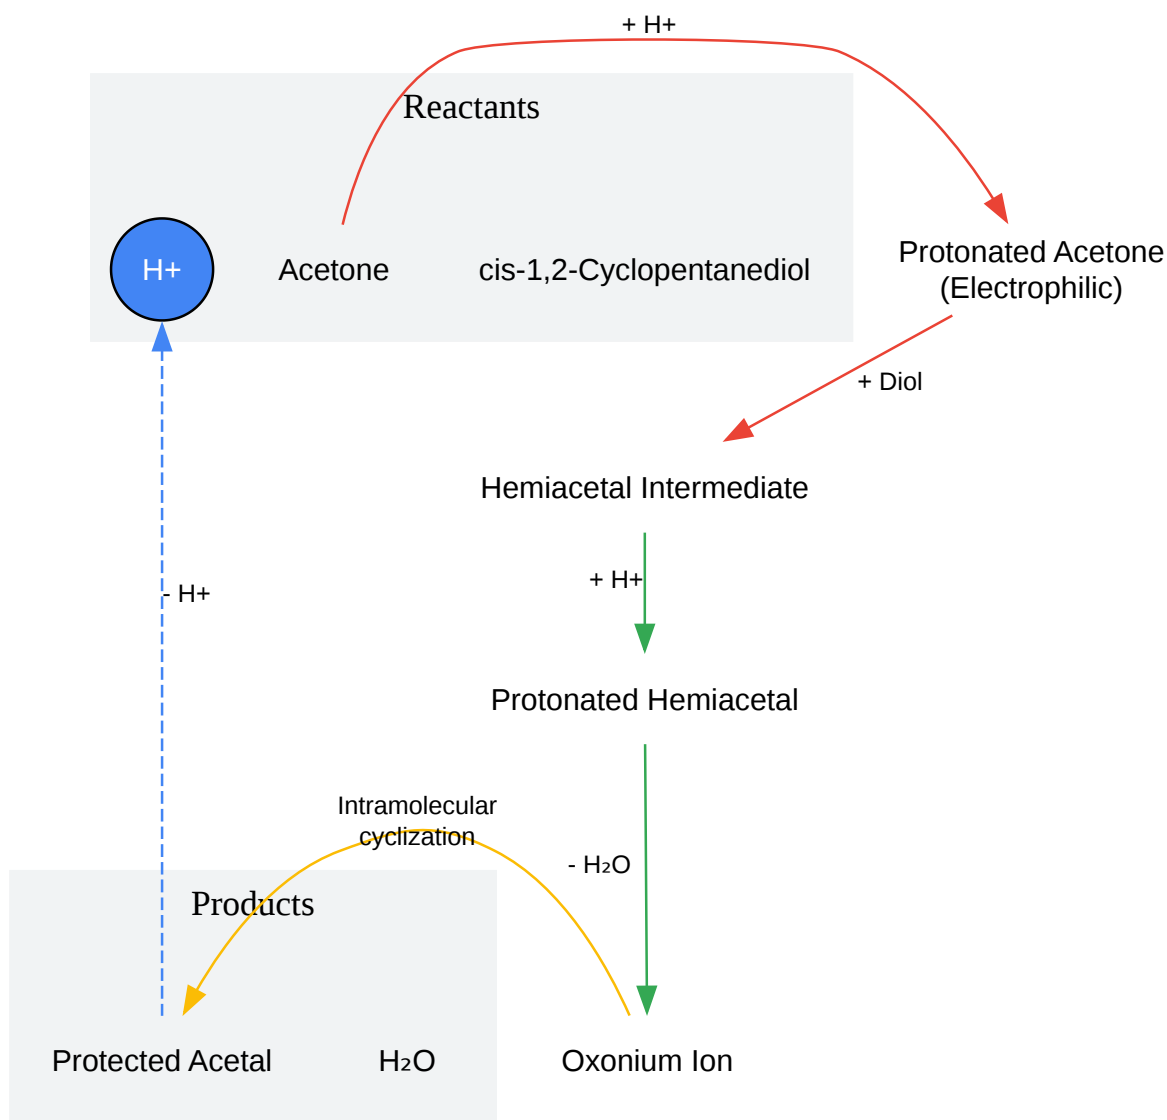 + H+
Reactants
H+
Acetone
cis-1,2-Cyclopentanediol
Protonated Acetone
(Electrophilic)
+ Diol
Hemiacetal Intermediate
+ H+
- H+
Protonated Hemiacetal
Intramolecular
cyclization
- H₂O
Products
Protected Acetal
H₂O
Oxonium Ion